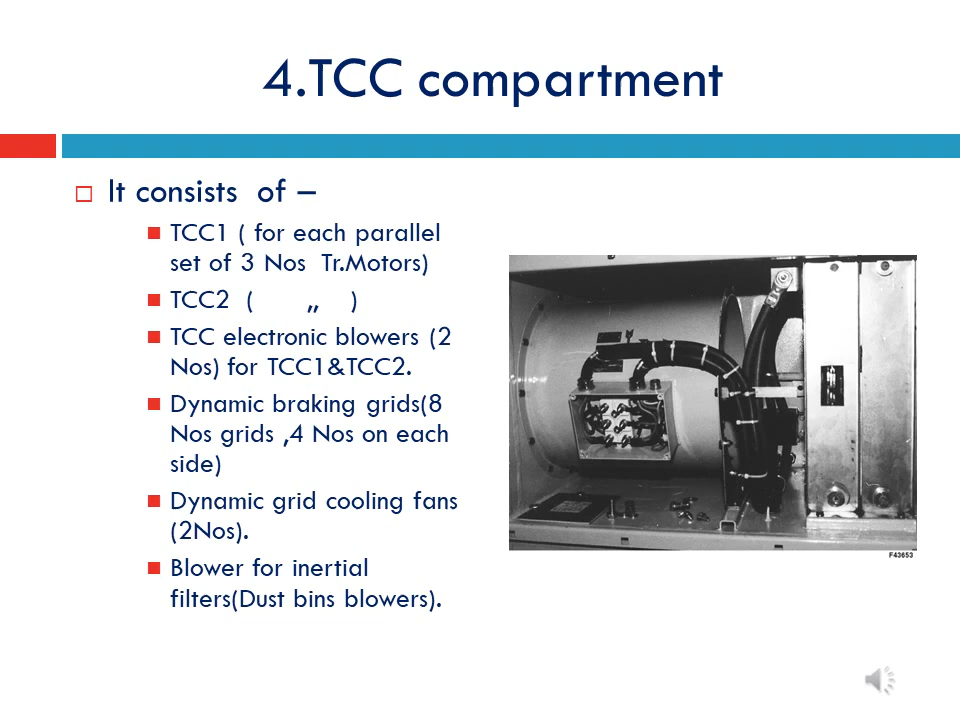 4.TCC compartment
It consists of –
TCC1 ( for each parallel
set of 3 Nos Tr.Motors)
TCC2 ( ,, )
TCC electronic blowers (2
Nos) for TCC1&TCC2.
Dynamic braking grids(8
Nos grids ,4 Nos on each
side)
Dynamic grid cooling fans
(2Nos).
Blower for inertial
filters(Dust bins blowers).
F43653